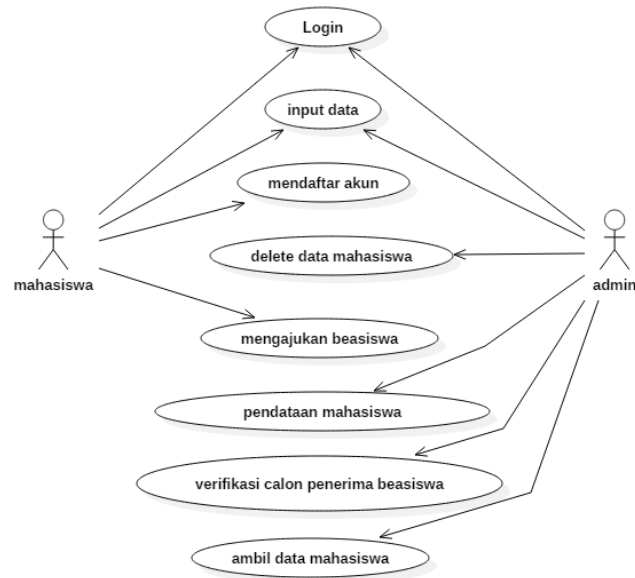 Login
input data
mendaftar akun
delete data mahasiswa
mahasiswa
admin
mengajukan beasiswa
pendataan mahasiswa
verifikasi calon penerima beasiswa
ambil data mahasiswa